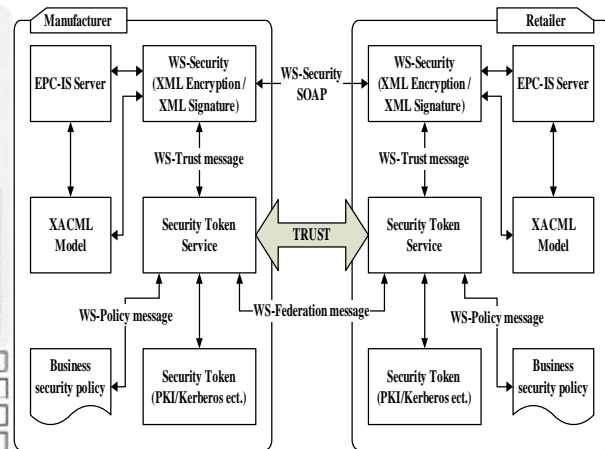 Manufacturer
Retailer
EPC-IS Server
WS-Security
(XML Encryption /
XML Signature)
WS-Security
SOAP
WS-Security
(XML Encryption /
XML Signature)
EPC-IS Server
WS-Trust message
WS-Trust message
XACML
Model
Security Token
Service
TRUST
Security Token
Service
XACML
Model
WS-Policy message
WS-Federation message
WS-Policy message
Business
security policy
Security Token
(PKI/Kerberos ect.)
Security Token
(PKI/Kerberos ect.)
Business
security policy